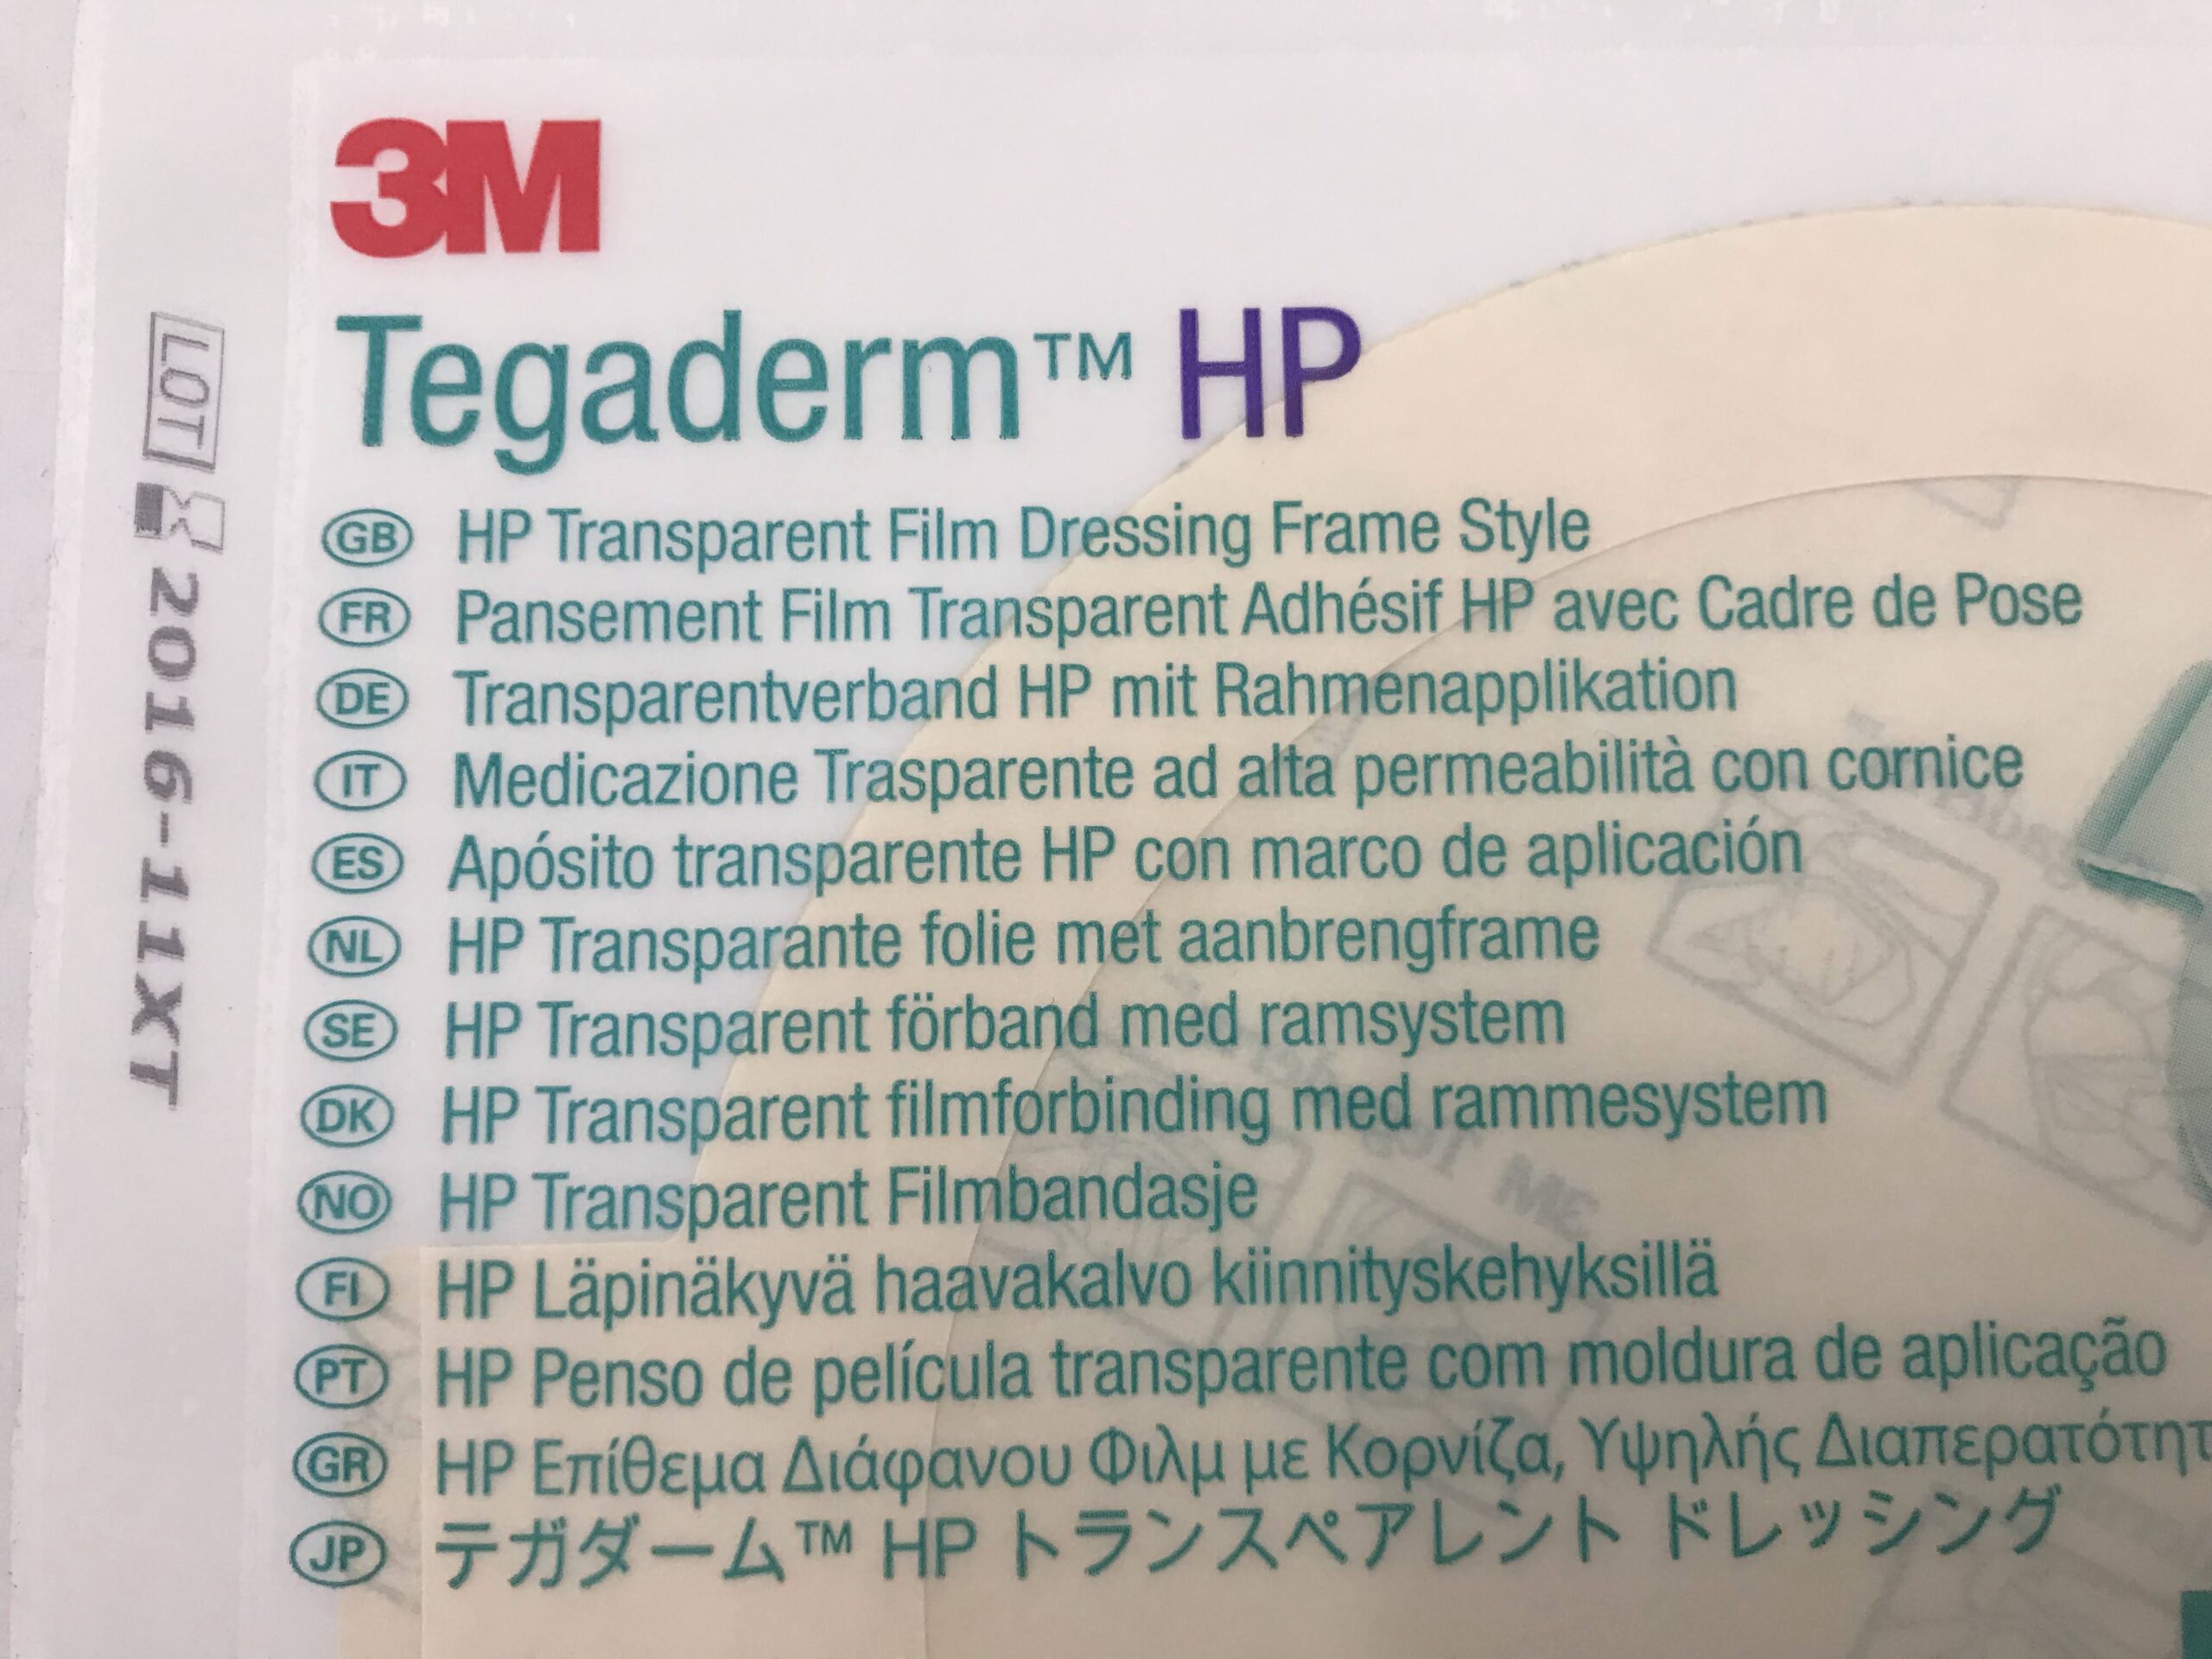 3M
Tegaderm™ HP
LOT
2016-11XT
GB HP Transparent Film Dressing Frame Style
FR Pansement Film Transparent Adhésif HP avec Cadre de Pose
DE Transparentverband HP mit Rahmenapplikation
IT Medicazione Trasparente ad alta permeabilità con cornice
ES Apósito transparente HP con marco de aplicación
NL HP Transparante folie met aanbrengframe
SE HP Transparent förband med ramsystem
DK HP Transparent filmforbinding med rammesystem
NO HP Transparent Filmbandasje
FI HP Läpinäkyvä haavakalvo kiinnityskehyksillä
PT HP Penso de película transparente com moldura de aplicação
GR HP Επίθεμα Διάφανου Φιλμ με Κορνίζα, Υψηλής
JP テガダーム™ HP トランスペアレント ドレッシング